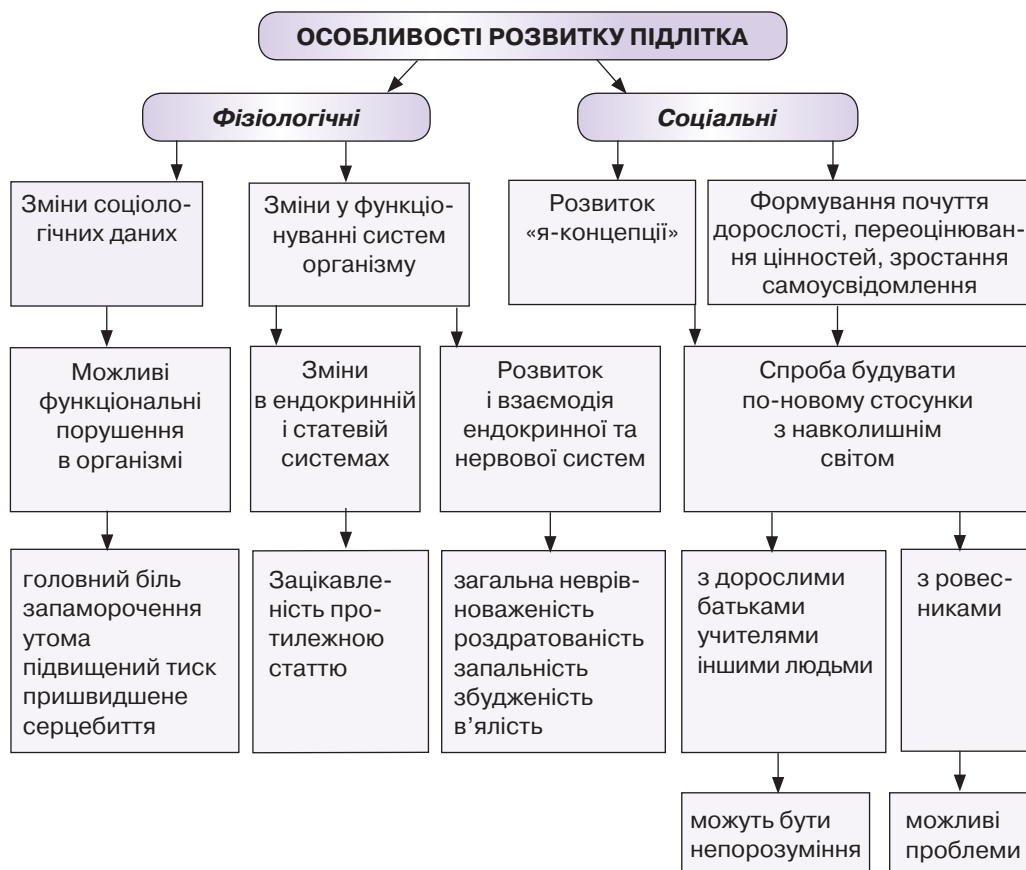 ОСОБЛИВОСТІ РОЗВИТКУ ПІДЛІТКА
Фізіологічні
Соціальні
Зміни соціоло-
гічних даних
Зміни у функціо-
нуванні систем
організму
Розвиток
«я-концепції»
Формування почуття
дорослості, переоцінюван-
ня цінностей, зростання
самоусвідомлення
Можливі
функціональні
порушення
в організмі
Зміни
в ендокринній
і статевій
системах
Розвиток
і взаємодія
ендокринної та
нервової систем
Спроба будувати
по-новому стосунки
з навколишнім
світом
головний біль
запаморочення
утома
підвищений тиск
пришвидшене
серцебиття
Зацікавле-
ність про-
тилежною
статтю
загальна неврів-
новаженість
роздратованість
запальність
збудженість
в’ялість
з дорослими
батьками
учителями
іншими людьми
з ровес-
никами
можуть бути
непорозуміння
можливі
проблеми